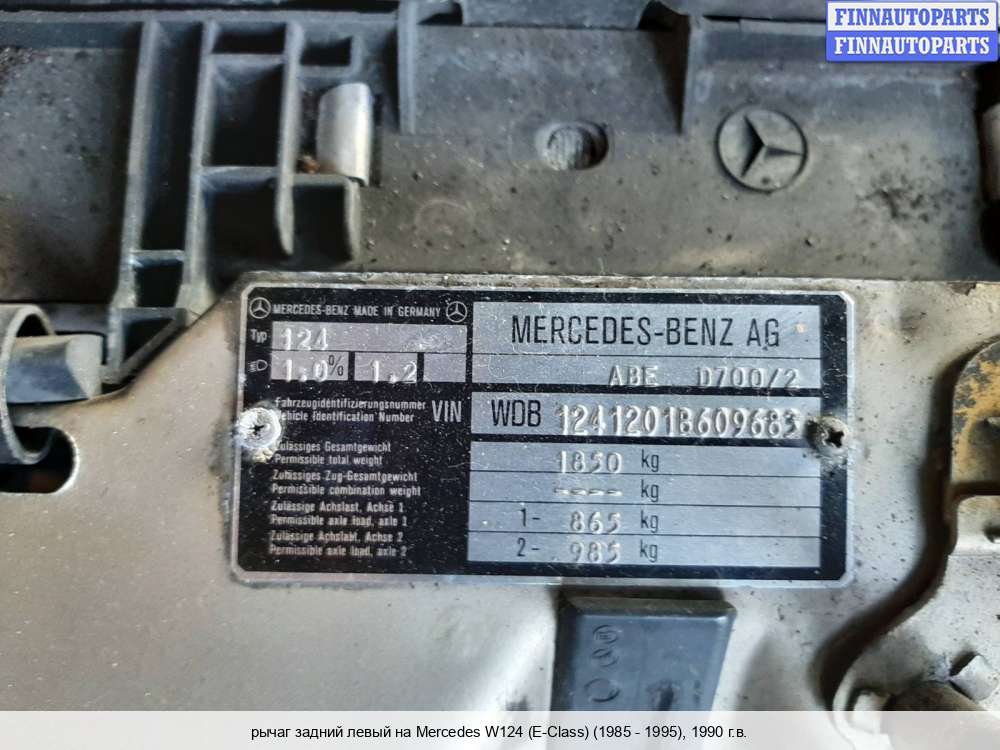 FINNAUTOPARTS
FINNAUTOPARTS
MERCEDES-BENZ MADE IN GERMANY
Typ 124
1.0% 1.2
MERCEDES-BENZ AG
ABE D700/2
Fahrzeugidentifizierungsnummer
Vehicle Identification Number
VIN WDB 1241201B609683
Zulässiges Gesamtgewicht
Permissible total weight
1850 kg
Zulässiges Zug-Gesamtgewicht
Permissible combination weight
---- kg
Zulässige Achslast, Achse 1
Permissible axle load, axle 1
1- 865 kg
Zulässige Achslabt, Achse 2
Permissible axle load, axle 2
2- 985 kg
рычаг задний левый на Mercedes W124 (E-Class) (1985 - 1995), 1990 г.в.